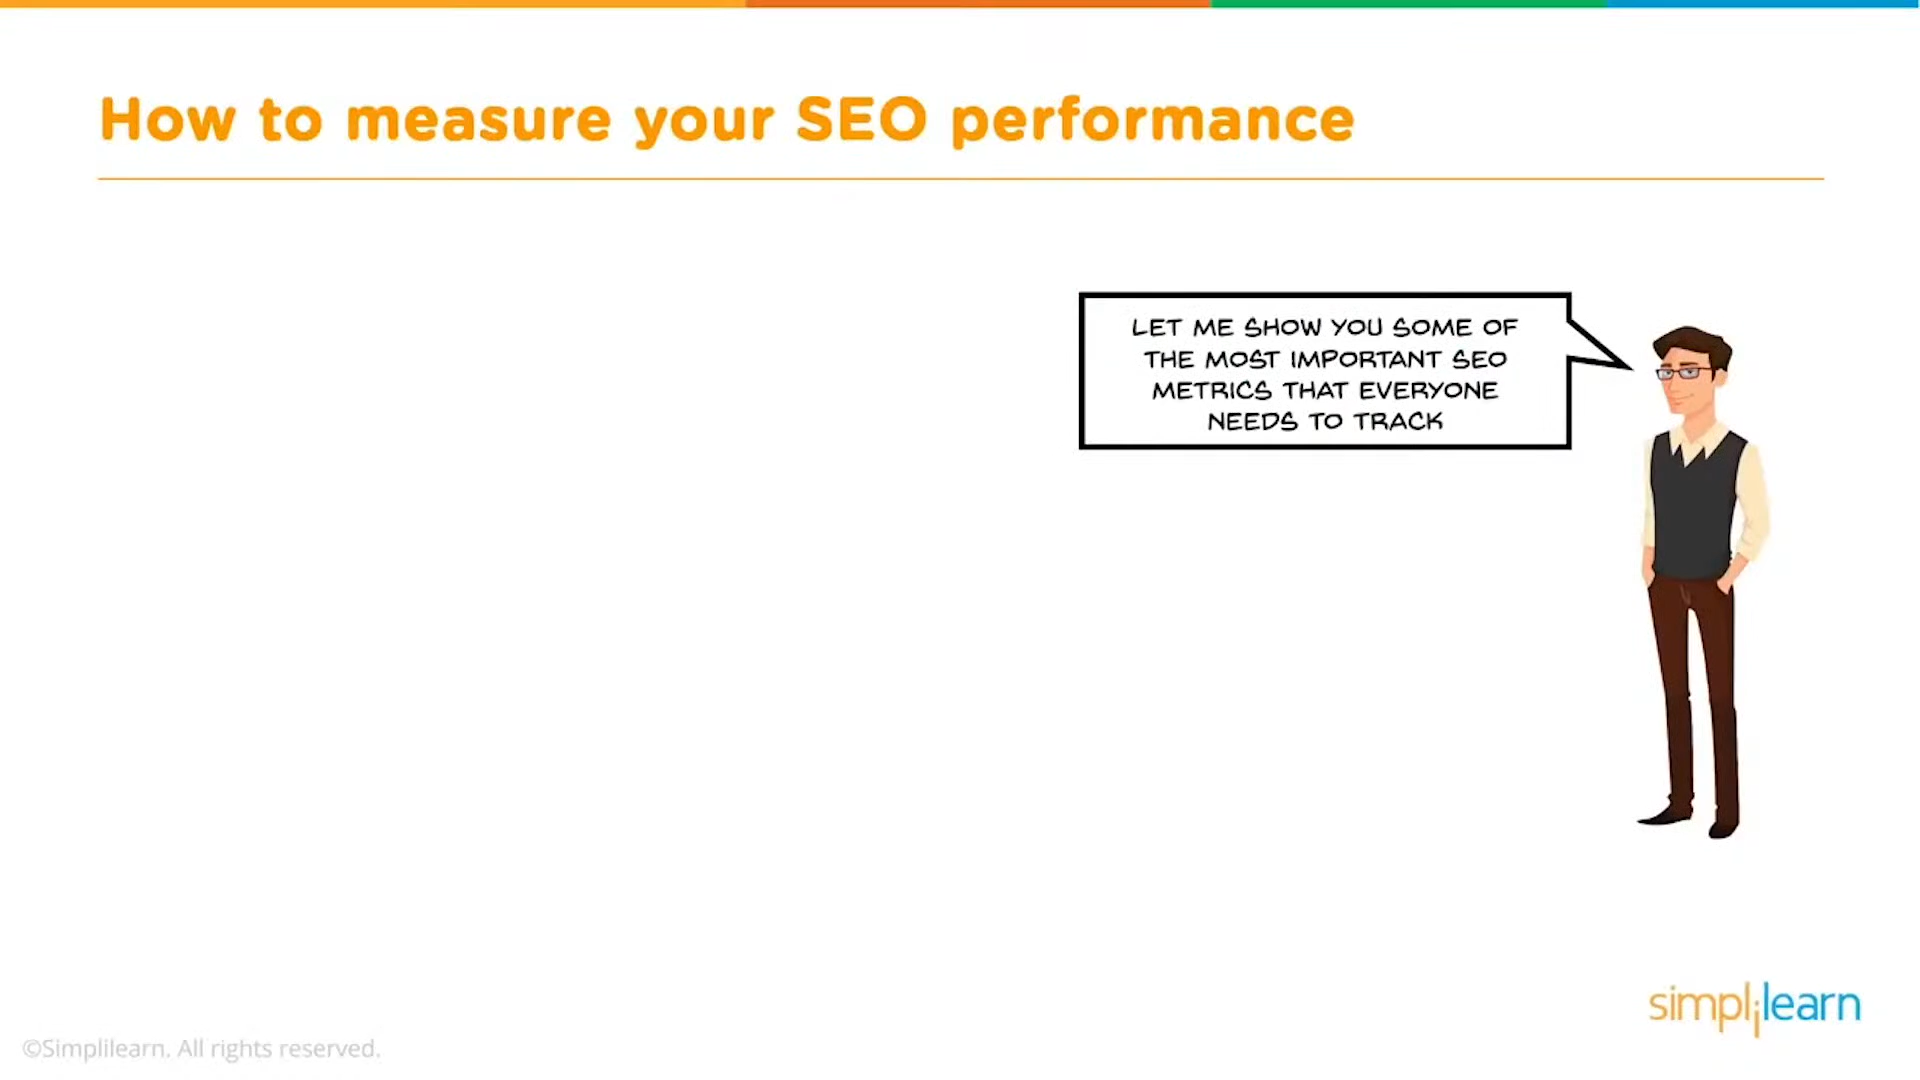 How to measure your SEO performance
LET ME SHOW YOU SOME OF
THE MOST IMPORTANT SEO
METRICS THAT EVERYONE
NEEDS TO TRACK
simplilearn
©Simplilearn. All rights reserved.